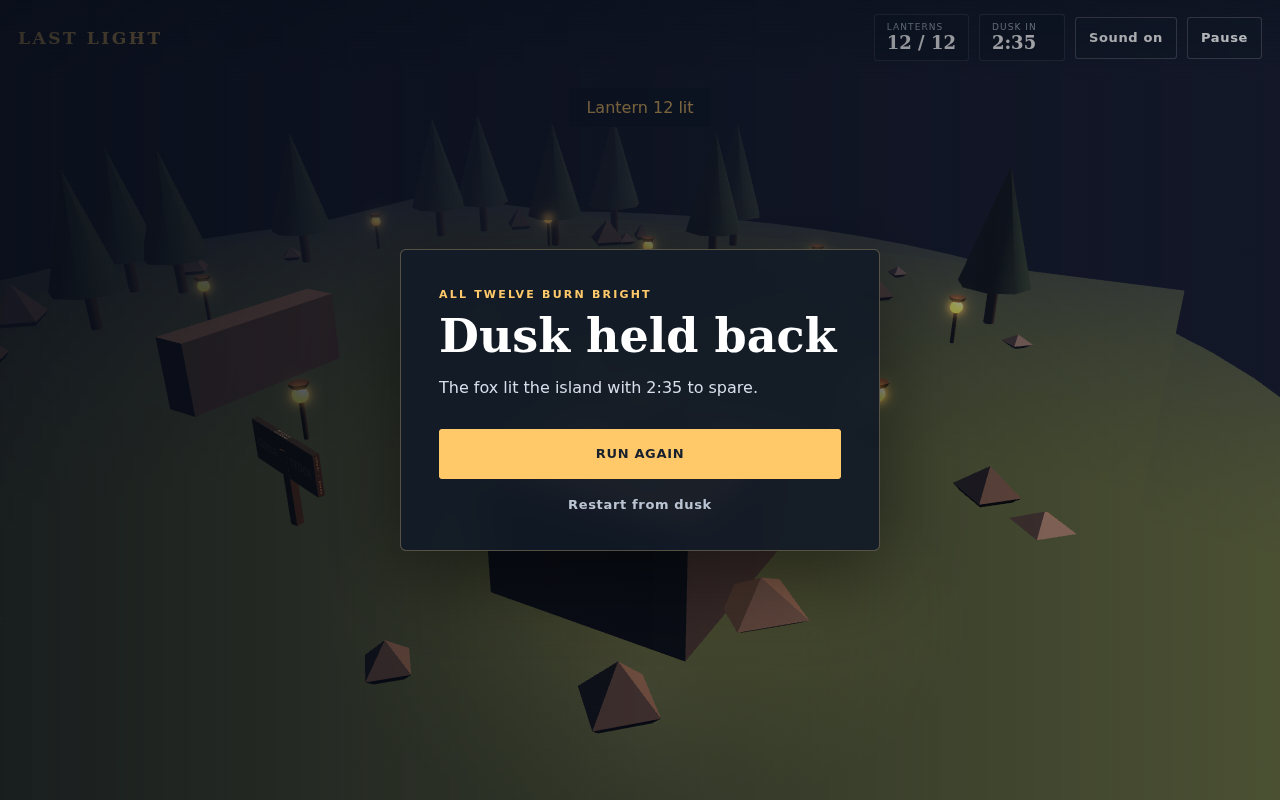 LAST LIGHT
LANTERNS
12 / 12
DUSK IN
2:35
Sound on
Pause
Lantern 12 lit
ALL TWELVE BURN BRIGHT
Dusk held back
The fox lit the island with 2:35 to spare.
RUN AGAIN
Restart from dusk